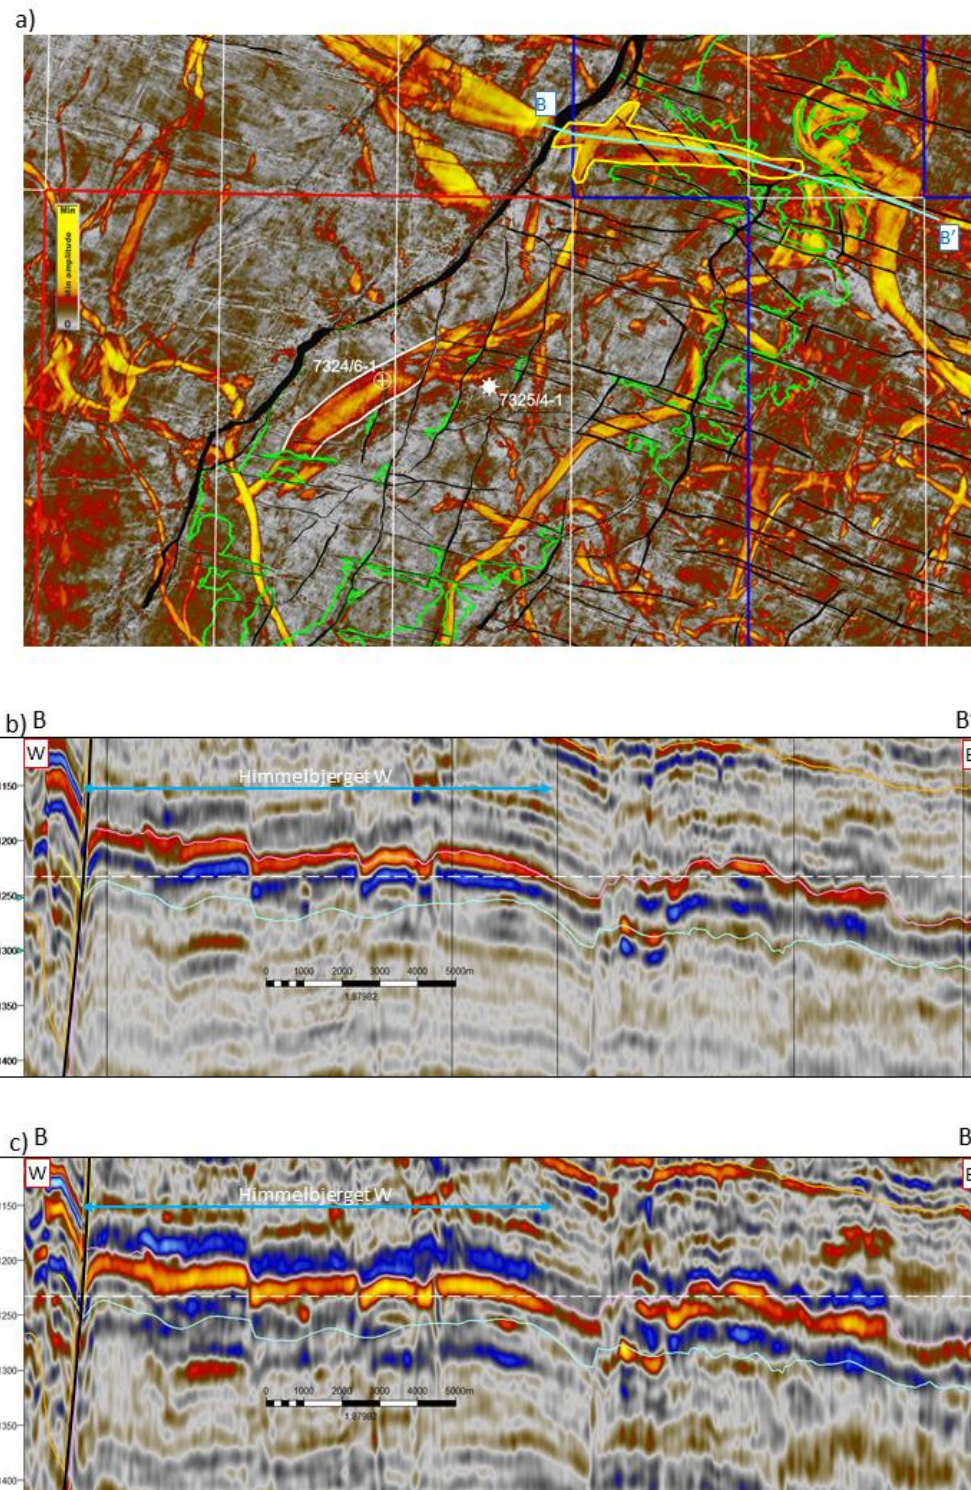 a)
B
B'
Min
Min amplitude
0
7324/6-1
7325/4-1
b) B
B'
W
E
Himmelbjerget W
1150
1200
1250
1300
1350
1400
0 1000 2000 3000 4000 5000m
1:87982
c) B
B
W
E
Himmelbjerget W
1150
1200
1250
1300
1350
1400
0 1000 2000 3000 4000 5000m
1:87982